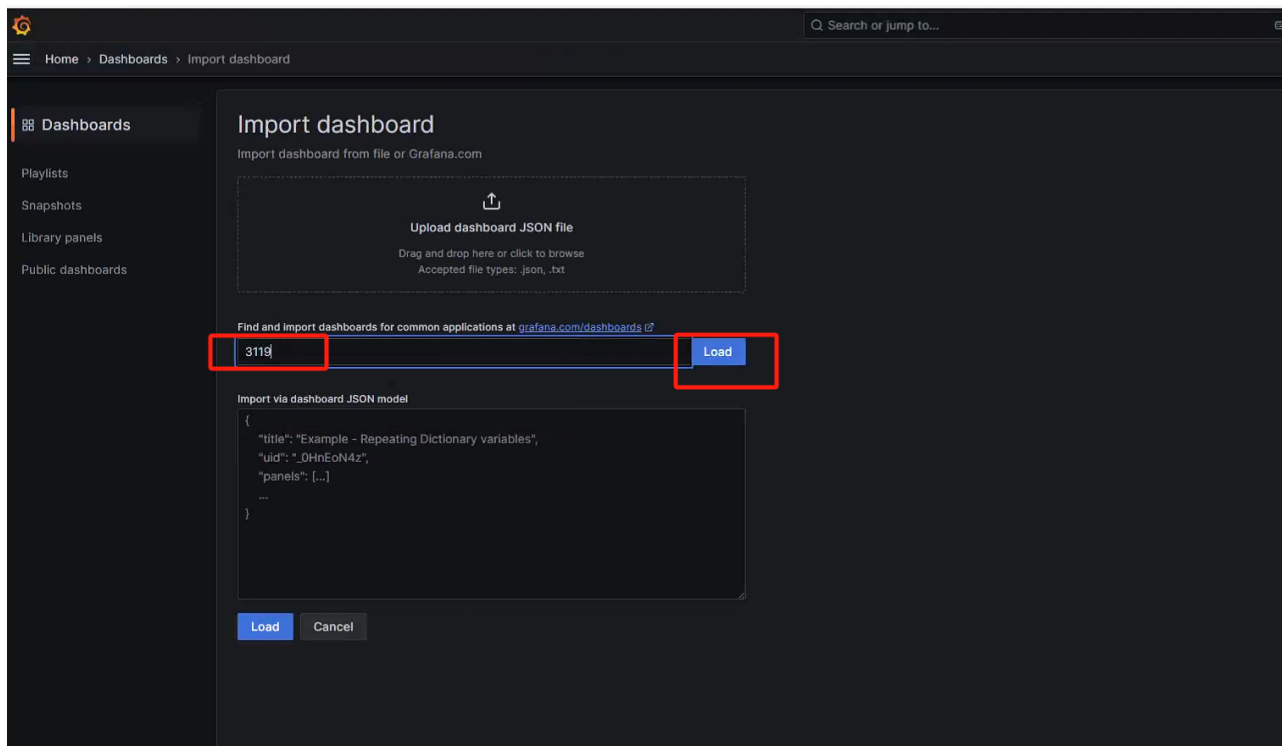 Search or jump to...
Home › Dashboards › Import dashboard
Dashboards
Playlists
Snapshots
Library panels
Public dashboards
Import dashboard
Import dashboard from file or Grafana.com
Upload dashboard JSON file
Drag and drop here or click to browse
Accepted file types: .json, .txt
Find and import dashboards for common applications at grafana.com/dashboards
3119
Load
Import via dashboard JSON model
{
"title": "Example - Repeating Dictionary variables",
"uid": "_0HnEoN4z",
"panels": [...]
...
}
Load
Cancel